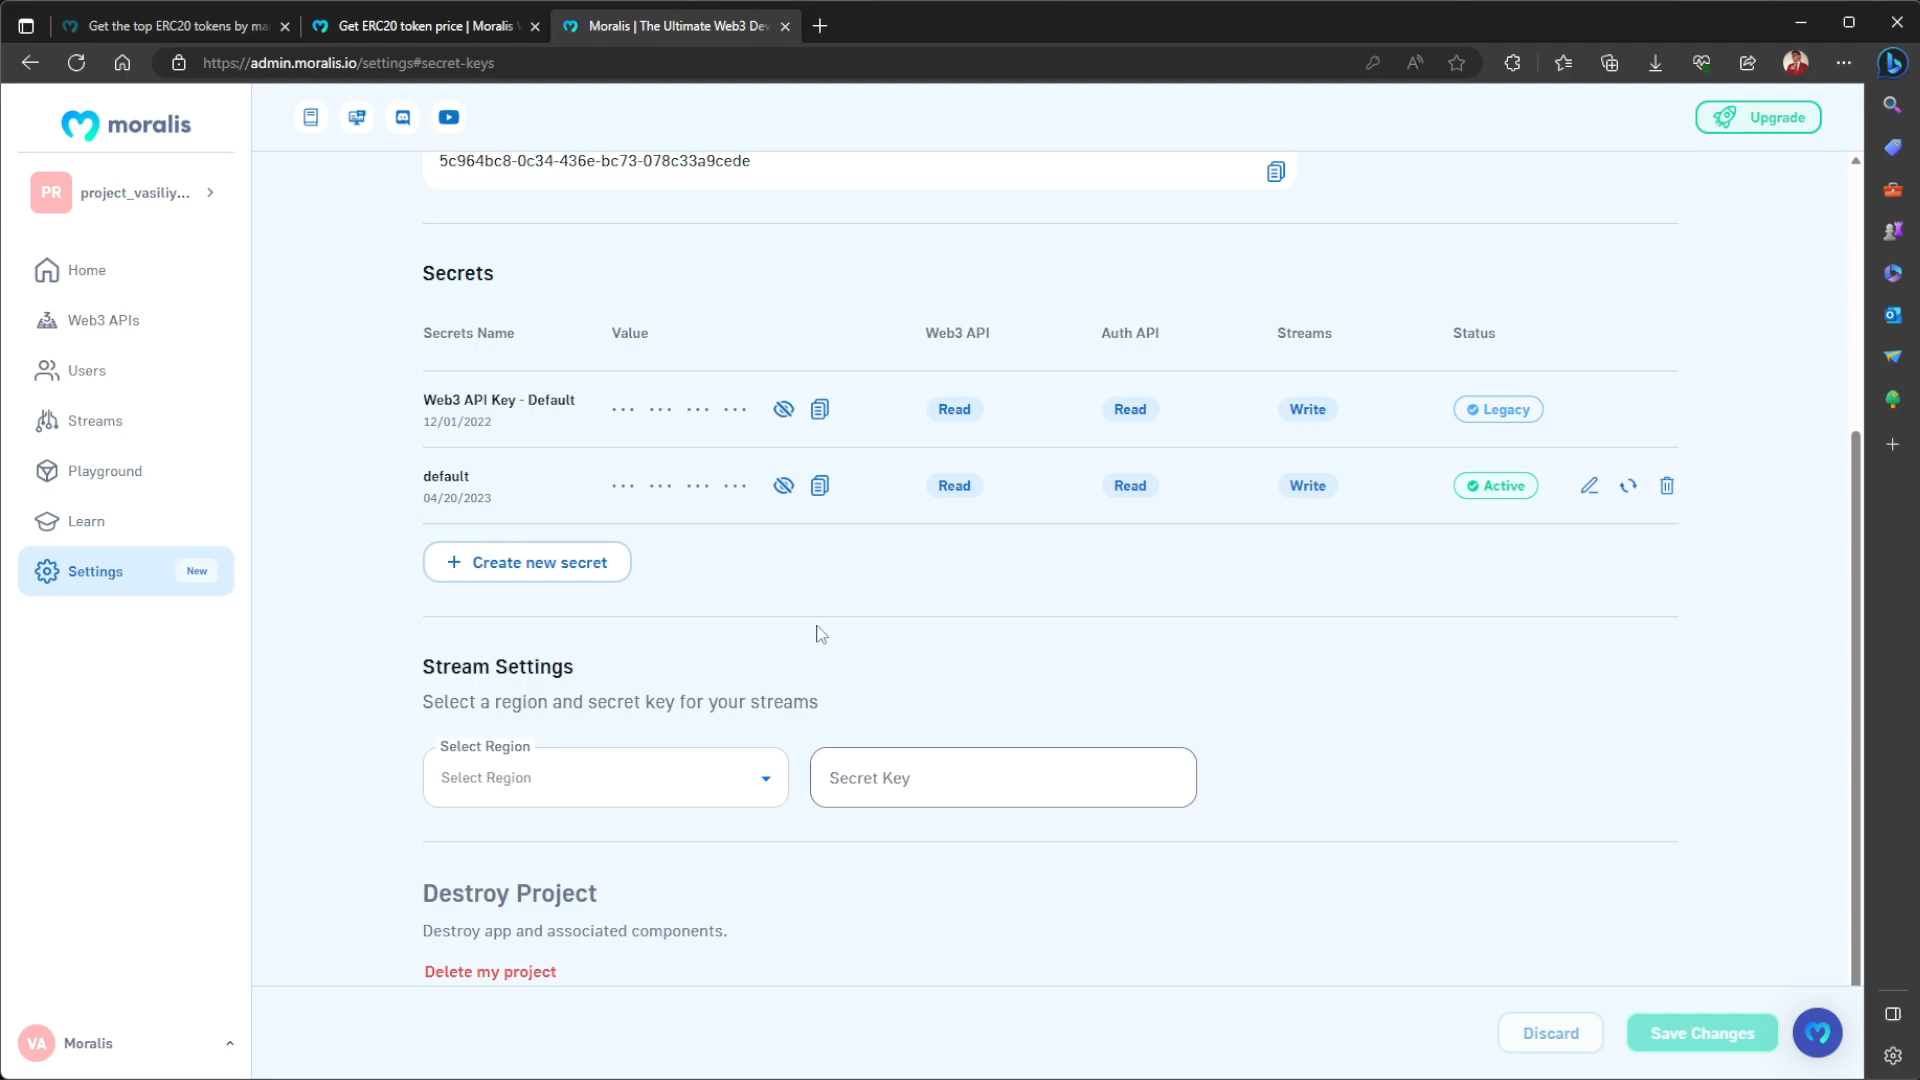 Get the top ERC20 tokens by ma
Get ERC20 token price | Moralis
Moralis | The Ultimate Web3 Dev
https://admin.moralis.io/settings#secret-keys
moralis
Upgrade
5c964bc8-0c34-436e-bc73-078c33a9cede
PR project_vasiliy...
Home
Web3 APIs
Users
Streams
Playground
Learn
Settings New
Secrets
Secrets Name Value Web3 API Auth API Streams Status
Web3 API Key - Default
12/01/2022
... ... ... ... Read Read Write Legacy
default
04/20/2023
... ... ... ... Read Read Write Active
+ Create new secret
Stream Settings
Select a region and secret key for your streams
Select Region
Select Region
Secret Key
Destroy Project
Destroy app and associated components.
Delete my project
VA Moralis
Discard Save Changes